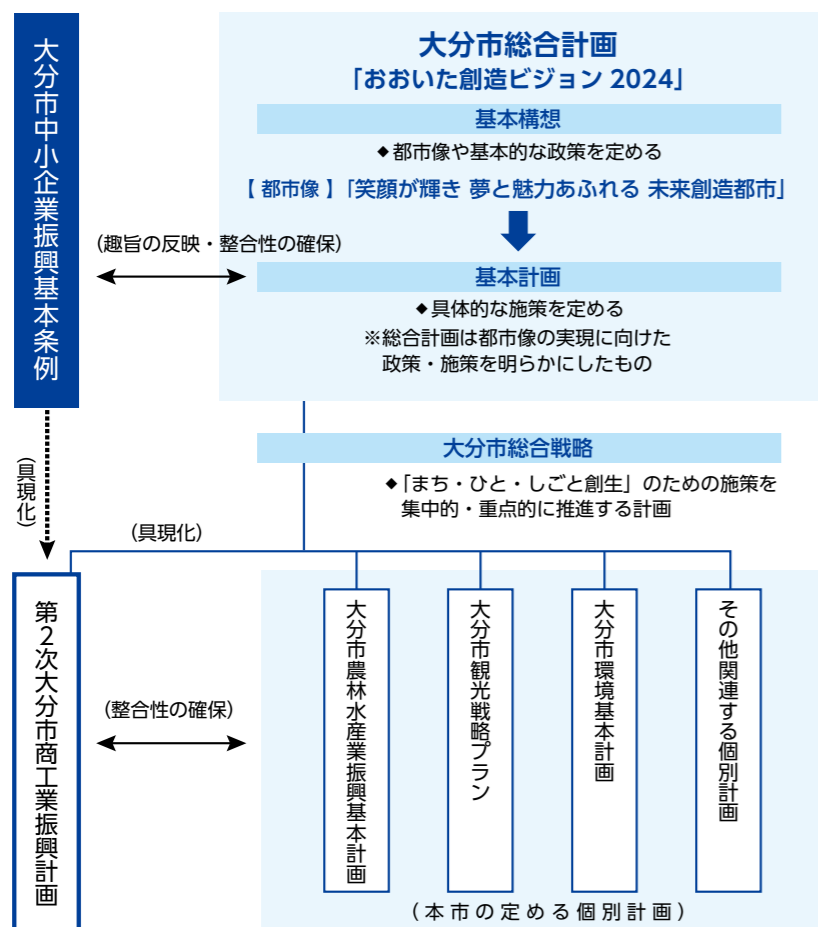 大分市中小企業振興基本条例
大分市総合計画
「おおいた創造ビジョン 2024」
基本構想
◆都市像や基本的な政策を定める
【 都市像 】「笑顔が輝き 夢と魅力あふれる 未来創造都市」
（趣旨の反映・整合性の確保）
基本計画
◆具体的な施策を定める
※総合計画は都市像の実現に向けた
政策・施策を明らかにしたもの
大分市総合戦略
◆「まち・ひと・しごと創生」のための施策を
集中的・重点的に推進する計画
（具現化）
（具現化）
第2次大分市商工業振興計画
（整合性の確保）
大分市農林水産業振興基本計画
大分市観光戦略プラン
大分市環境基本計画
その他関連する個別計画
（本市の定める個別計画）